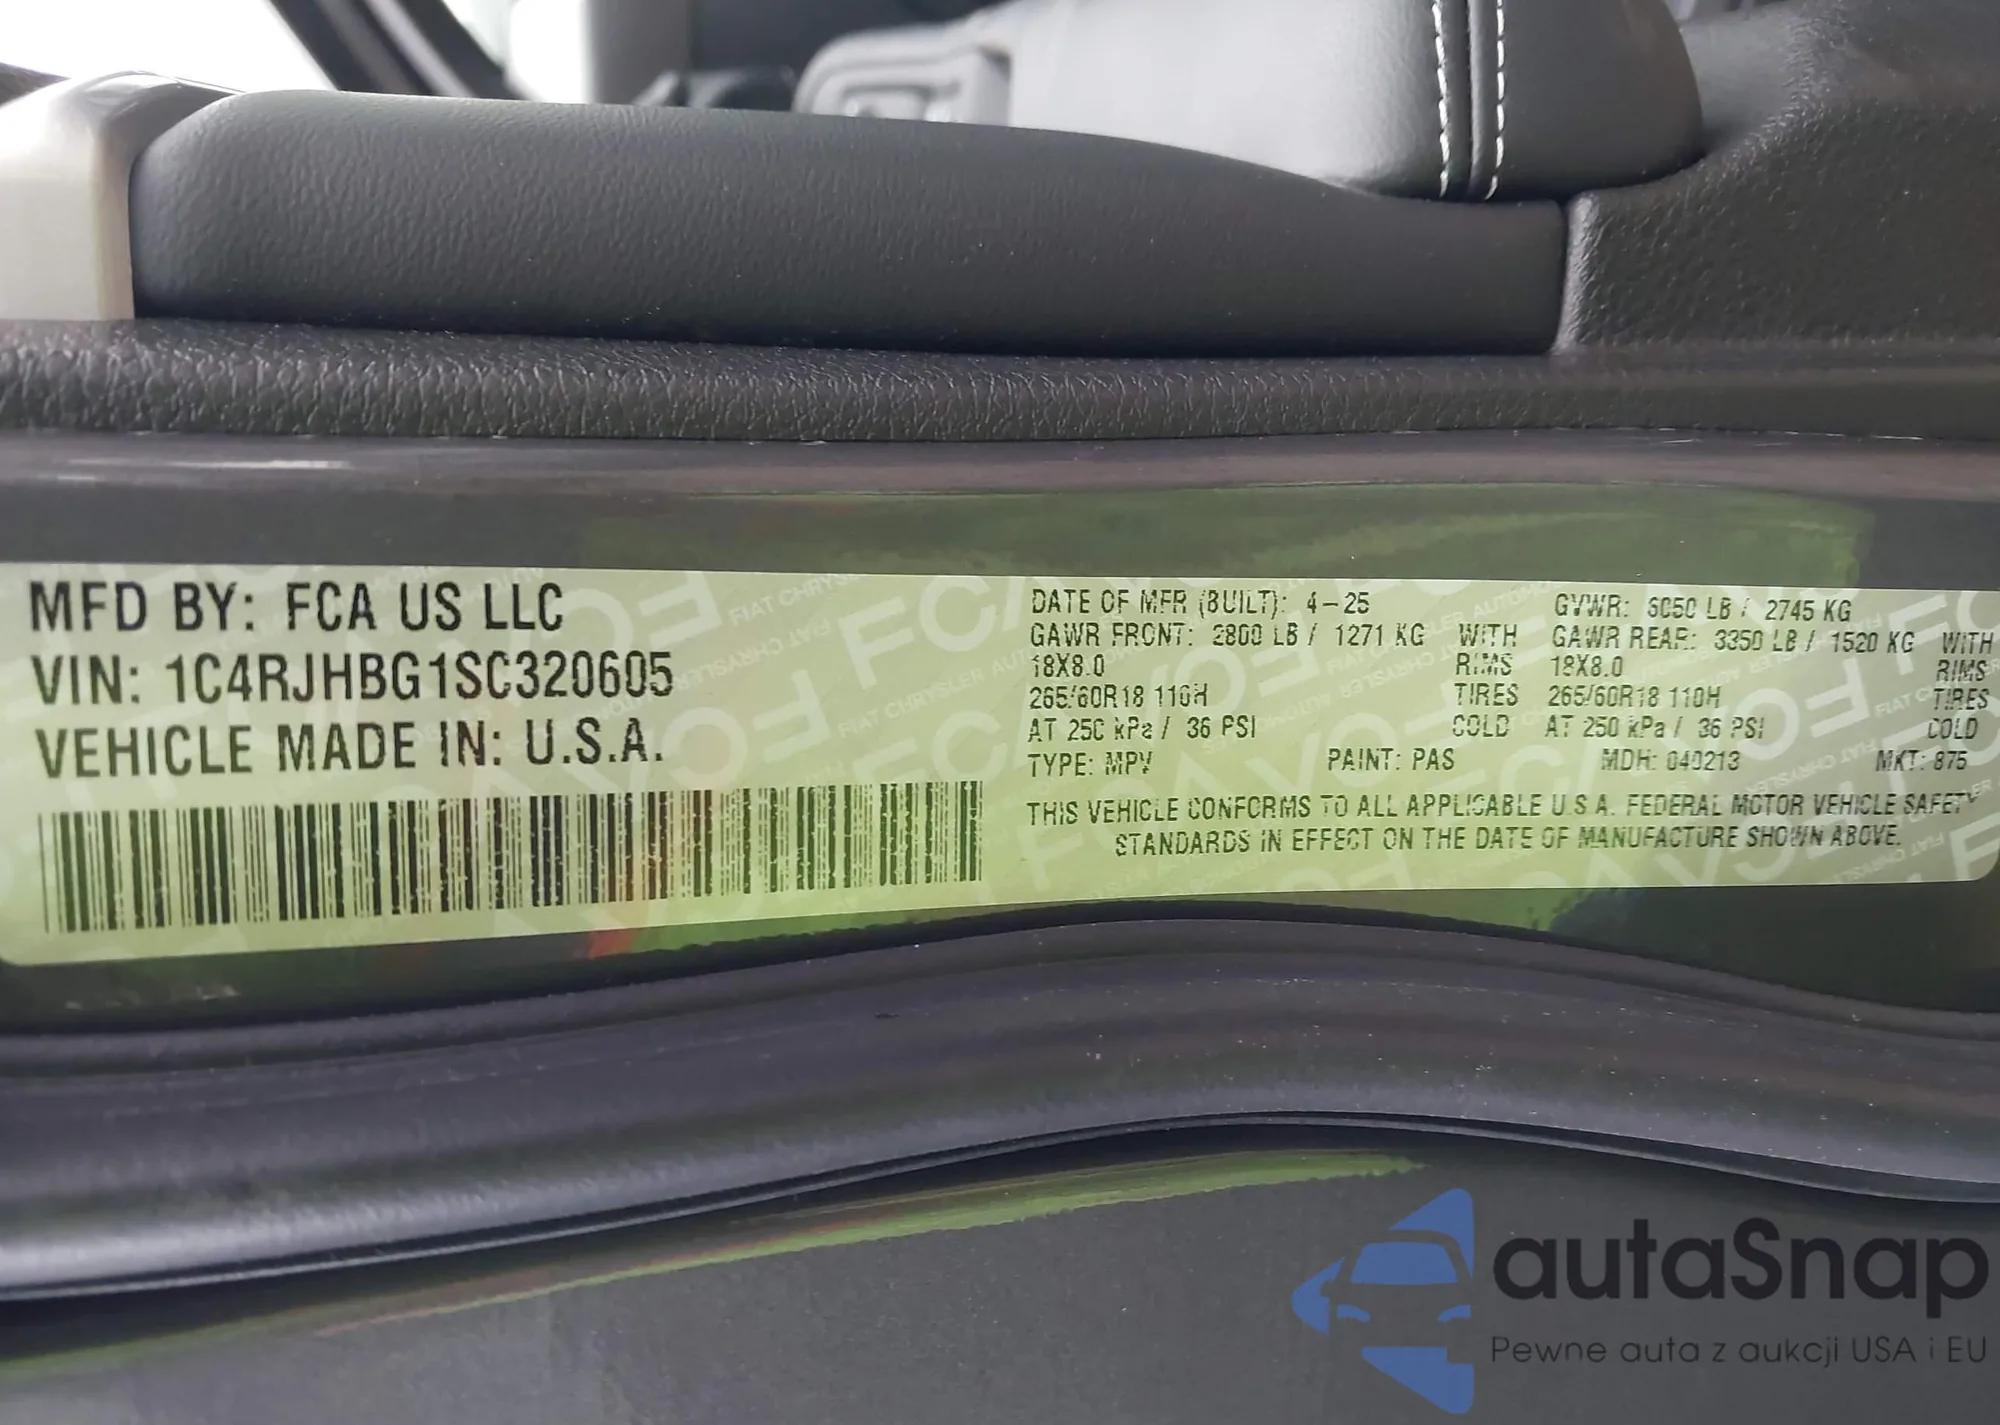 MFD BY: FCA US LLC
VIN: 1C4RJHBG1SC320605
VEHICLE MADE IN: U.S.A.
DATE OF MFR (BUILT): 4-25 GVWR: 6050 LB / 2745 KG
GAWR FRONT: 2800 LB / 1271 KG WITH GAWR REAR: 3350 LB / 1520 KG WITH
18X8.0 RIMS 18X8.0 RIMS
265/60R18 110H TIRES 265/60R18 110H TIRES
AT 250 kPa / 36 PSI COLD AT 250 kPa / 36 PSI COLD
TYPE: MPV PAINT: PAS MDH: 040213 MKT: 875
THIS VEHICLE CONFORMS TO ALL APPLICABLE U.S.A. FEDERAL MOTOR VEHICLE SAFETY
STANDARDS IN EFFECT ON THE DATE OF MANUFACTURE SHOWN ABOVE.
autaSnap
Pewne auta z aukcji USA i EU